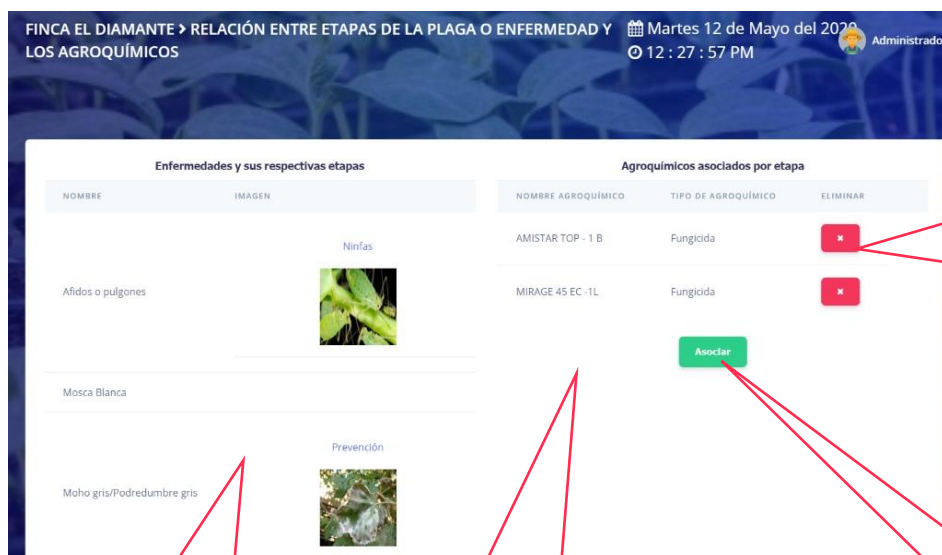 FINCA EL DIAMANTE > RELACIÓN ENTRE ETAPAS DE LA PLAGA O ENFERMEDAD Y
LOS AGROQUÍMICOS
Martes 12 de Mayo del 2020
12 : 27 : 57 PM
Administrado
Enfermedades y sus respectivas etapas
NOMBRE IMAGEN
Ninfas
Afidos o pulgones
Mosca Blanca
Prevención
Moho gris/Podredumbre gris
Agroquímicos asociados por etapa
NOMBRE AGROQUÍMICO TIPO DE AGROQUÍMICO ELIMINAR
AMISTAR TOP - 1 B Fungicida
MIRAGE 45 EC -1L Fungicida
Asociar